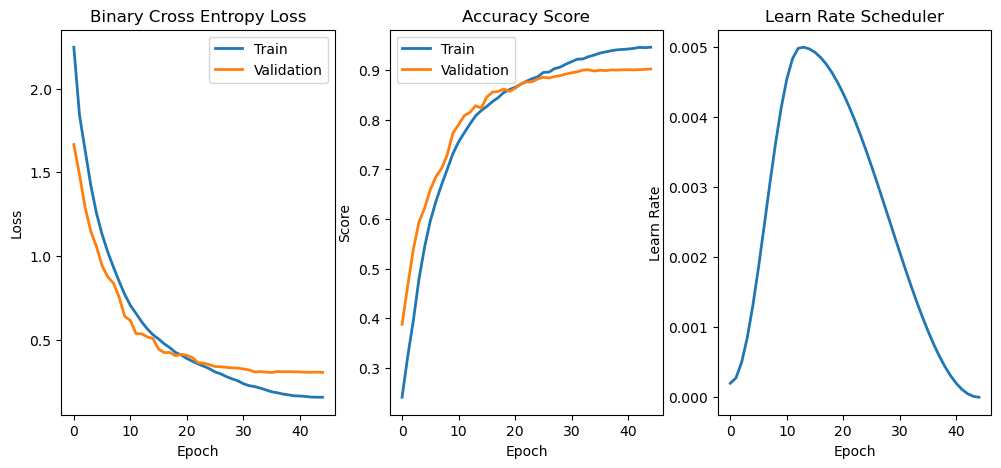 Binary Cross Entropy Loss
Train
Validation
2.0
1.5
1.0
0.5
Loss
0
10
20
30
40
Epoch
Accuracy Score
Train
Validation
0.9
0.8
0.7
0.6
0.5
0.4
0.3
Score
0
10
20
30
40
Epoch
Learn Rate Scheduler
0.005
0.004
0.003
0.002
0.001
0.000
Learn Rate
0
10
20
30
40
Epoch